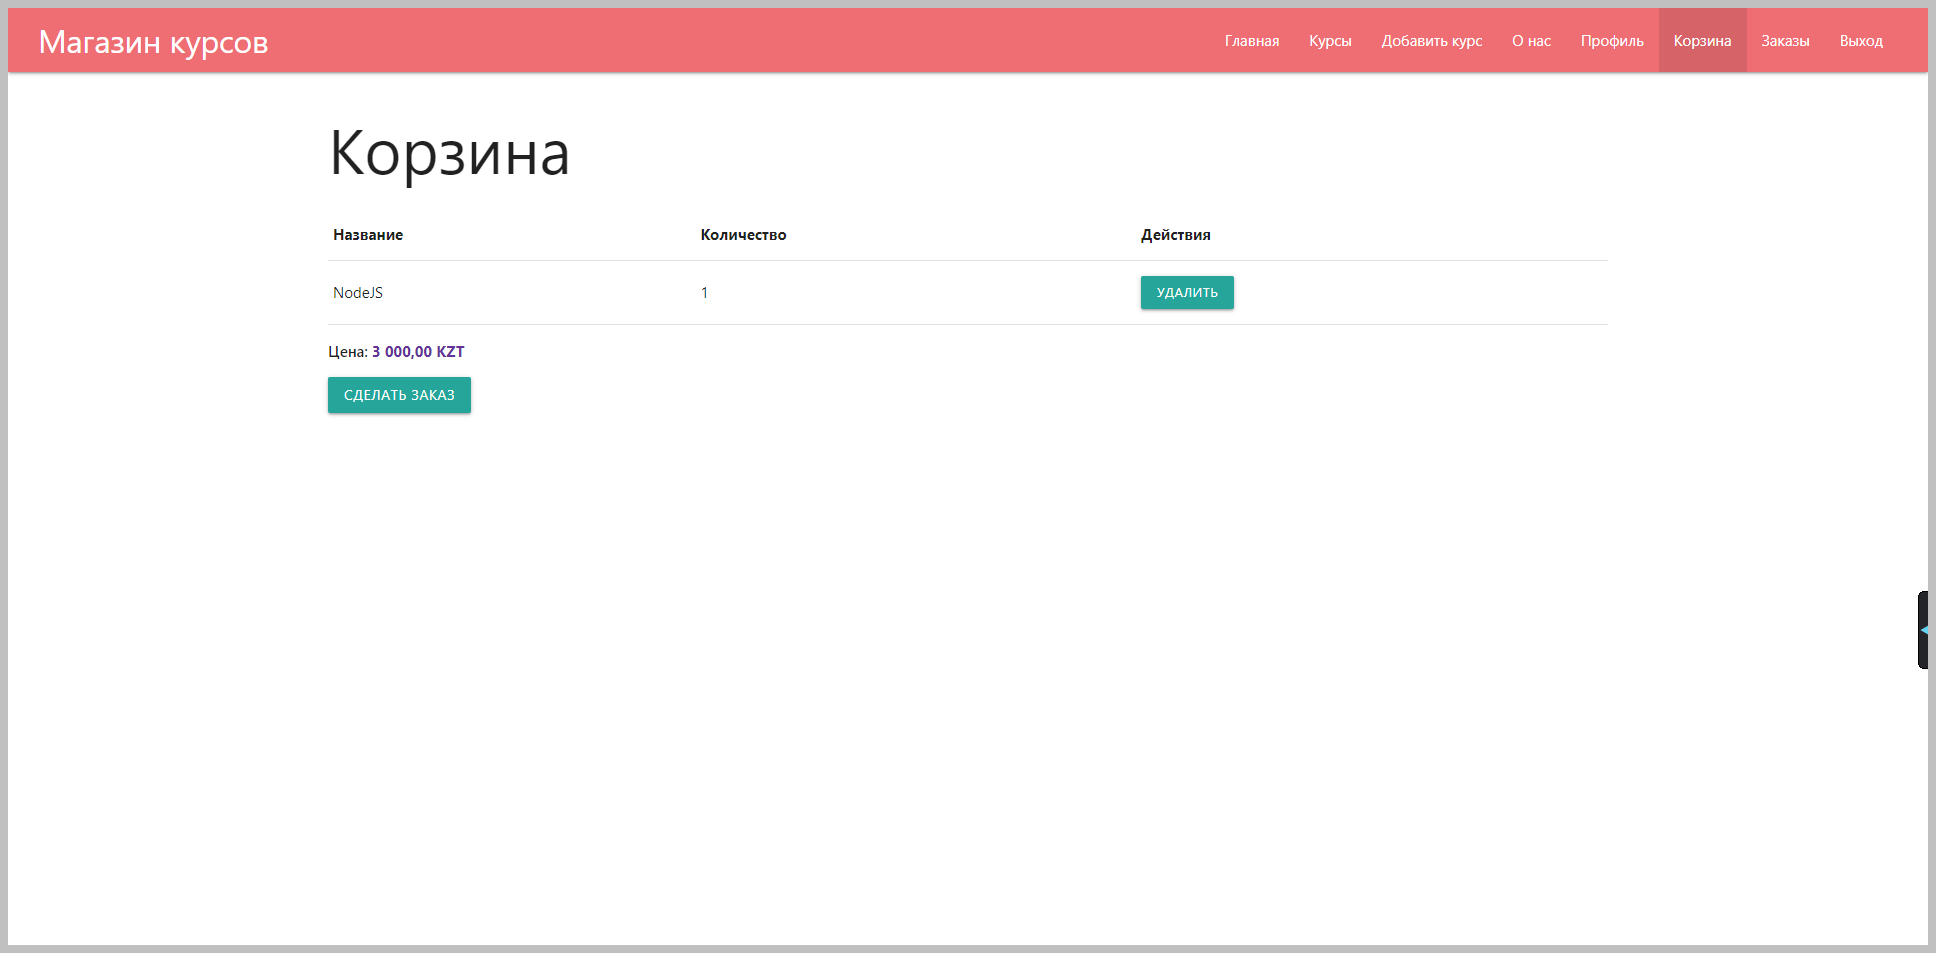 Магазин курсов Главная Курсы Добавить курс О нас Профиль Корзина Заказы Выход
Корзина
Название Количество Действия
NodeJS 1 УДАЛИТЬ
Цена: 3 000,00 KZT
СДЕЛАТЬ ЗАКАЗ